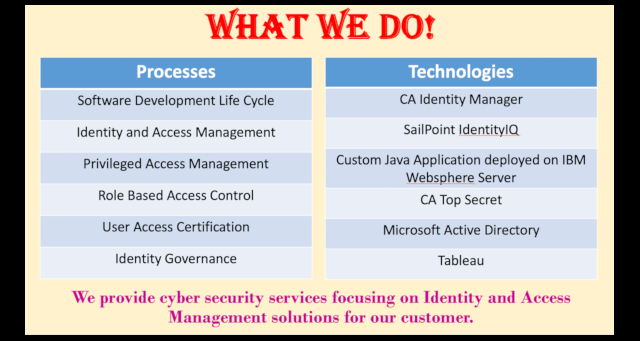 WHAT WE DO!
Processes
Software Development Life Cycle
Identity and Access Management
Privileged Access Management
Role Based Access Control
User Access Certification
Identity Governance
Technologies
CA Identity Manager
SailPoint IdentityIQ
Custom Java Application deployed on IBM
Websphere Server
CA Top Secret
Microsoft Active Directory
Tableau
We provide cyber security services focusing on Identity and Access
Management solutions for our customer.